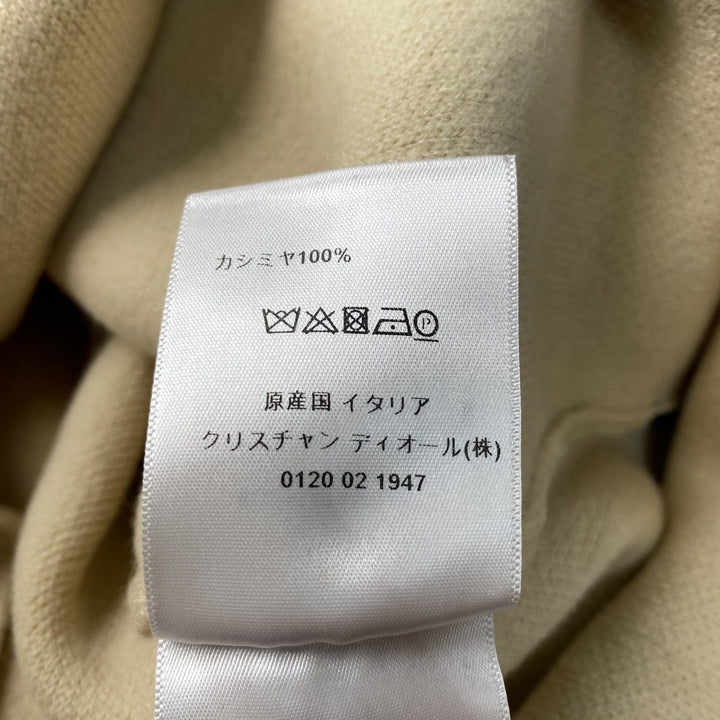 カシミヤ100%
P
原産国 イタリア
クリスチャン ディオール(株)
0120 02 1947